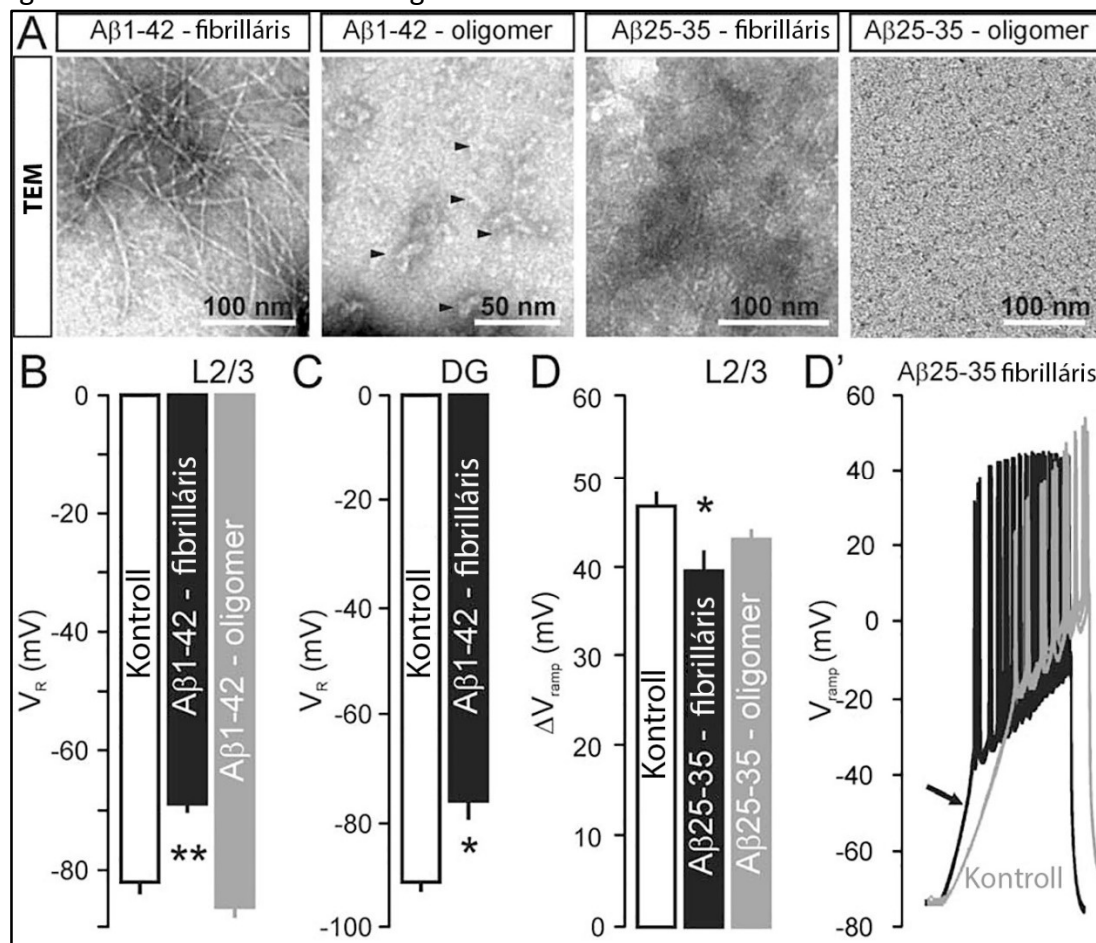 A
Aβ1-42 - fibrilláris
Aβ1-42 - oligomer
Aβ25-35 - fibrilláris
Aβ25-35 - oligomer
TEM
100 nm
50 nm
100 nm
100 nm
B
L2/3
0
-20
-40
-60
-80
V_R (mV)
Kontroll
Aβ1-42 - fibrilláris
Aβ1-42 - oligomer
**
C
DG
0
-20
-40
-60
-80
-100
V_R (mV)
Kontroll
Aβ1-42 - fibrilláris
*
D
L2/3
60
50
40
30
20
10
0
ΔV_ramp (mV)
Kontroll
Aβ25-35 - fibrilláris
Aβ25-35 - oligomer
*
D'
Aβ25-35 fibrilláris
60
40
20
0
-20
-40
-60
-80
V_ramp (mV)
Kontroll